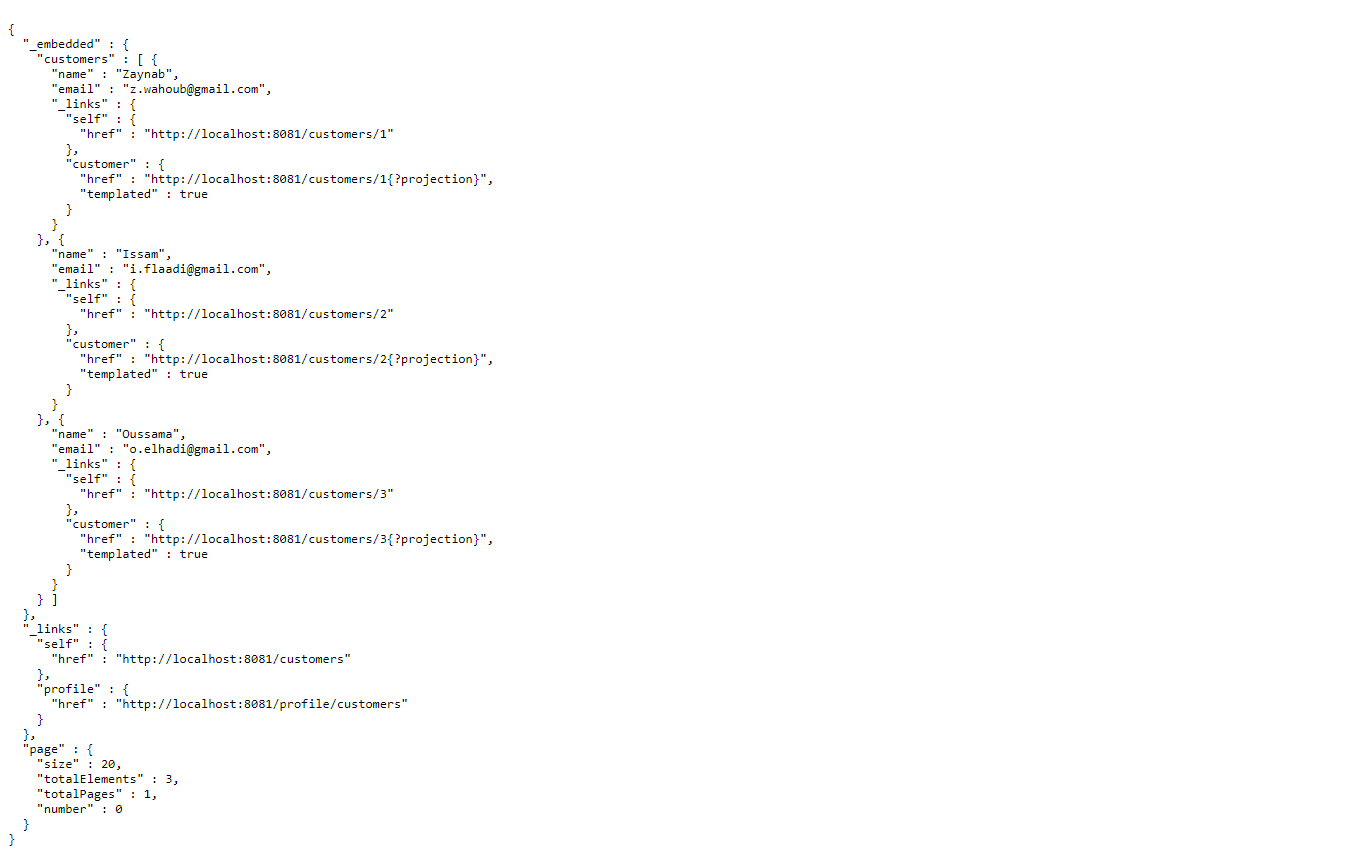 {
  "_embedded" : {
    "customers" : [ {
      "name" : "Zaynab",
      "email" : "z.wahoub@gmail.com",
      "_links" : {
        "self" : {
          "href" : "http://localhost:8081/customers/1"
        },
        "customer" : {
          "href" : "http://localhost:8081/customers/1{?projection}",
          "templated" : true
        }
      }
    }, {
      "name" : "Issam",
      "email" : "i.flaadi@gmail.com",
      "_links" : {
        "self" : {
          "href" : "http://localhost:8081/customers/2"
        },
        "customer" : {
          "href" : "http://localhost:8081/customers/2{?projection}",
          "templated" : true
        }
      }
    }, {
      "name" : "Oussama",
      "email" : "o.elhadi@gmail.com",
      "_links" : {
        "self" : {
          "href" : "http://localhost:8081/customers/3"
        },
        "customer" : {
          "href" : "http://localhost:8081/customers/3{?projection}",
          "templated" : true
        }
      }
    } ]
  },
  "_links" : {
    "self" : {
      "href" : "http://localhost:8081/customers"
    },
    "profile" : {
      "href" : "http://localhost:8081/profile/customers"
    }
  },
  "page" : {
    "size" : 20,
    "totalElements" : 3,
    "totalPages" : 1,
    "number" : 0
  }
}